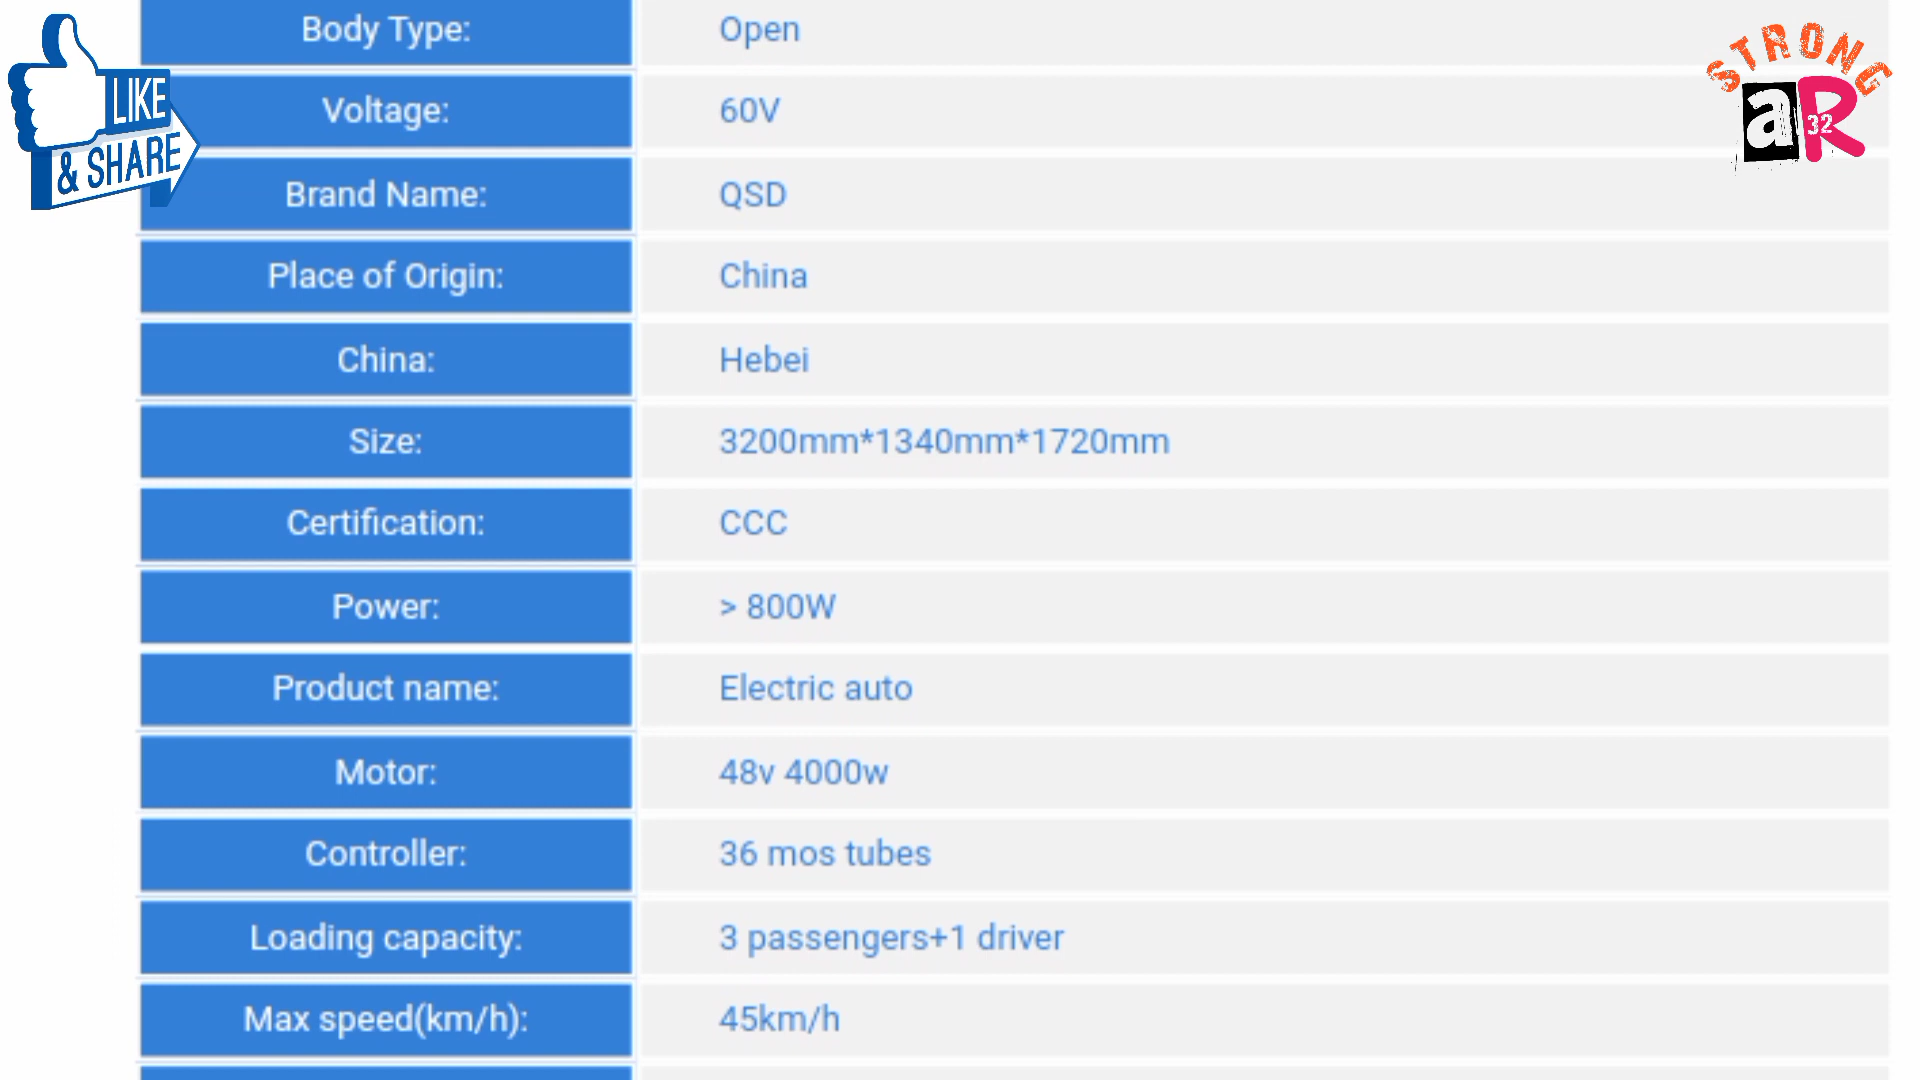 LIKE
& SHARE
STRONG
aR
32
Body Type: Open
Voltage: 60V
Brand Name: QSD
Place of Origin: China
China: Hebei
Size: 3200mm*1340mm*1720mm
Certification: CCC
Power: > 800W
Product name: Electric auto
Motor: 48v 4000w
Controller: 36 mos tubes
Loading capacity: 3 passengers+1 driver
Max speed(km/h): 45km/h